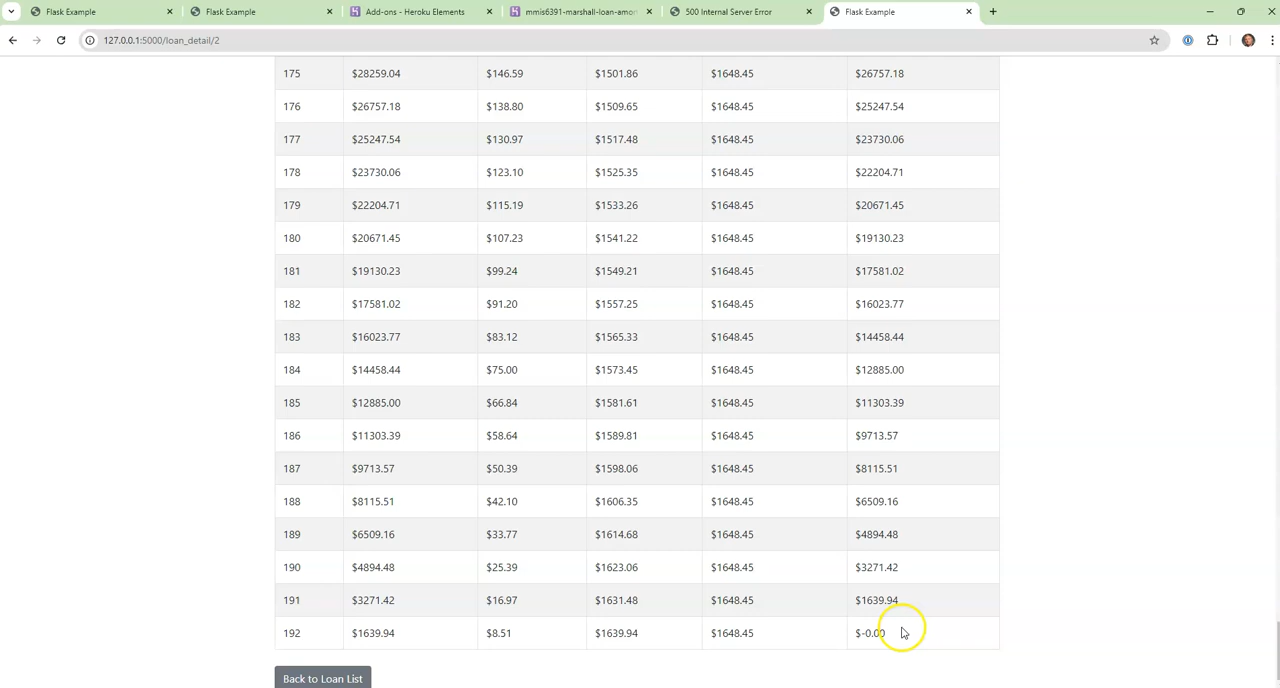 Flask Example
Flask Example
Add-ons - Heroku Elements
mmis6391-marshall-loan-amor
500 Internal Server Error
Flask Example
127.0.0.1:5000/loan_detail/2
175 $28259.04 $146.59 $1501.86 $1648.45 $26757.18
176 $26757.18 $138.80 $1509.65 $1648.45 $25247.54
177 $25247.54 $130.97 $1517.48 $1648.45 $23730.06
178 $23730.06 $123.10 $1525.35 $1648.45 $22204.71
179 $22204.71 $115.19 $1533.26 $1648.45 $20671.45
180 $20671.45 $107.23 $1541.22 $1648.45 $19130.23
181 $19130.23 $99.24 $1549.21 $1648.45 $17581.02
182 $17581.02 $91.20 $1557.25 $1648.45 $16023.77
183 $16023.77 $83.12 $1565.33 $1648.45 $14458.44
184 $14458.44 $75.00 $1573.45 $1648.45 $12885.00
185 $12885.00 $66.84 $1581.61 $1648.45 $11303.39
186 $11303.39 $58.64 $1589.81 $1648.45 $9713.57
187 $9713.57 $50.39 $1598.06 $1648.45 $8115.51
188 $8115.51 $42.10 $1606.35 $1648.45 $6509.16
189 $6509.16 $33.77 $1614.68 $1648.45 $4894.48
190 $4894.48 $25.39 $1623.06 $1648.45 $3271.42
191 $3271.42 $16.97 $1631.48 $1648.45 $1639.94
192 $1639.94 $8.51 $1639.94 $1648.45 $-0.00
Back to Loan List